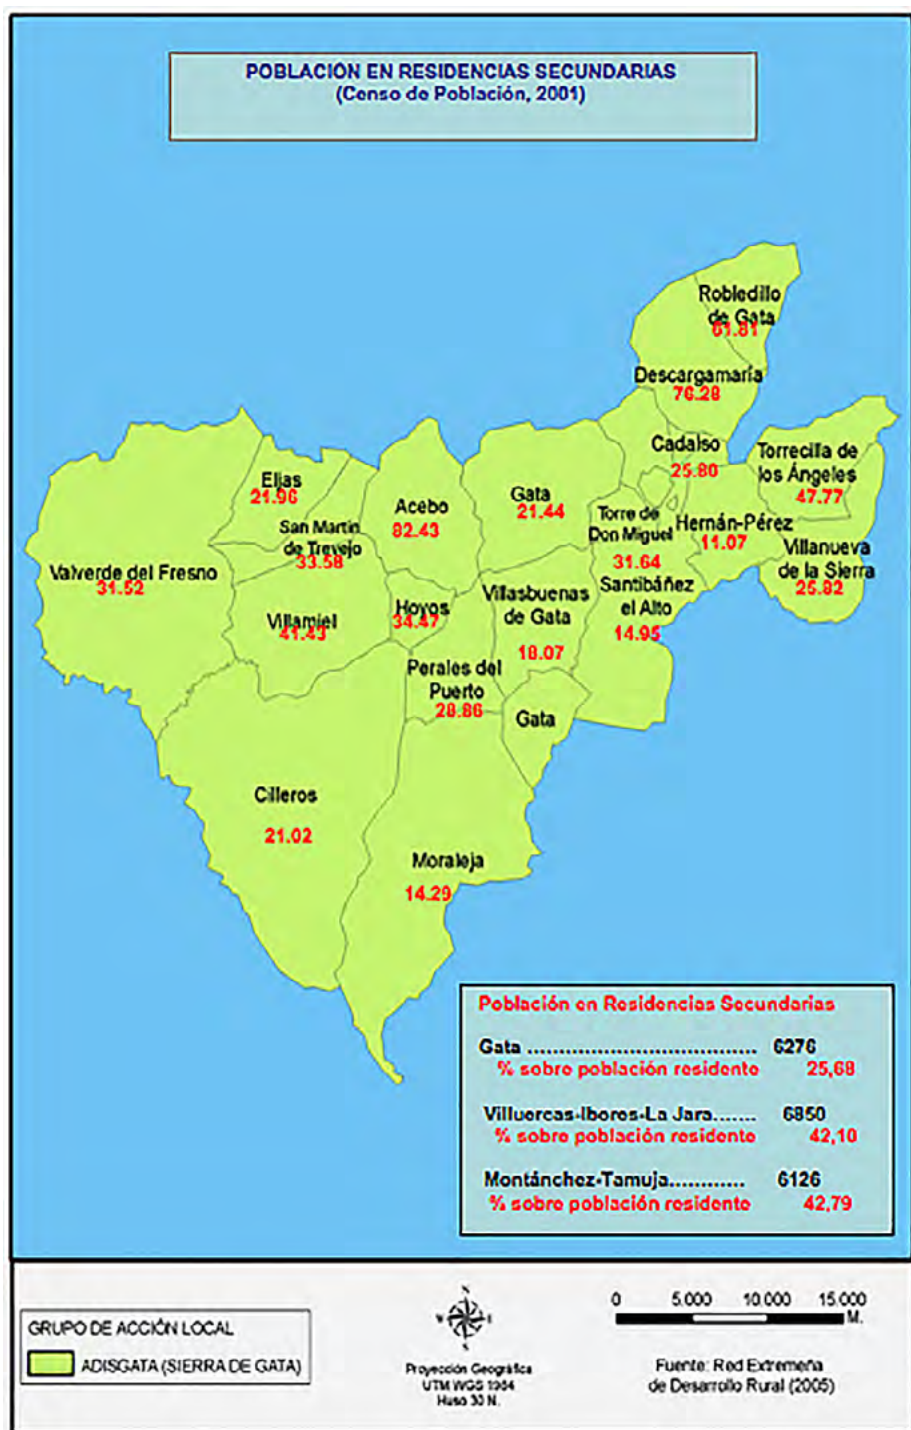 POBLACIÓN EN RESIDENCIAS SECUNDARIAS
(Censo de Población, 2001)
Robledillo
de Gata
61.81
Descargamaría
76.28
Cadalso
25.80
Torrecilla de
los Ángeles
47.77
Eljas
21.96
Acebo
82.43
Gata
21.44
Torre de
Don Miguel
31.64
Hernán-Pérez
11.07
Villanueva
de la Sierra
25.82
San Martín
de Trevejo
33.58
Valverde del Fresno
31.52
Villamiel
41.43
Hoyos
34.47
Villasbuenas
de Gata
18.07
Santibáñez
el Alto
14.95
Perales del
Puerto
28.86
Gata
Cilleros
21.02
Moraleja
14.29
Población en Residencias Secundarias
Gata .................................... 6276
% sobre población residente 25,68
Villuercas-Ibores-La Jara....... 6850
% sobre población residente 42,10
Montánchez-Tamuja............ 6126
% sobre población residente 42,79
GRUPO DE ACCIÓN LOCAL
ADISGATA (SIERRA DE GATA)
N
W E
S
Proyección Geográfica
UTM WGS 1984
Huso 30 N.
0 5.000 10.000 15.000
M.
Fuente: Red Extremeña
de Desarrollo Rural (2005)